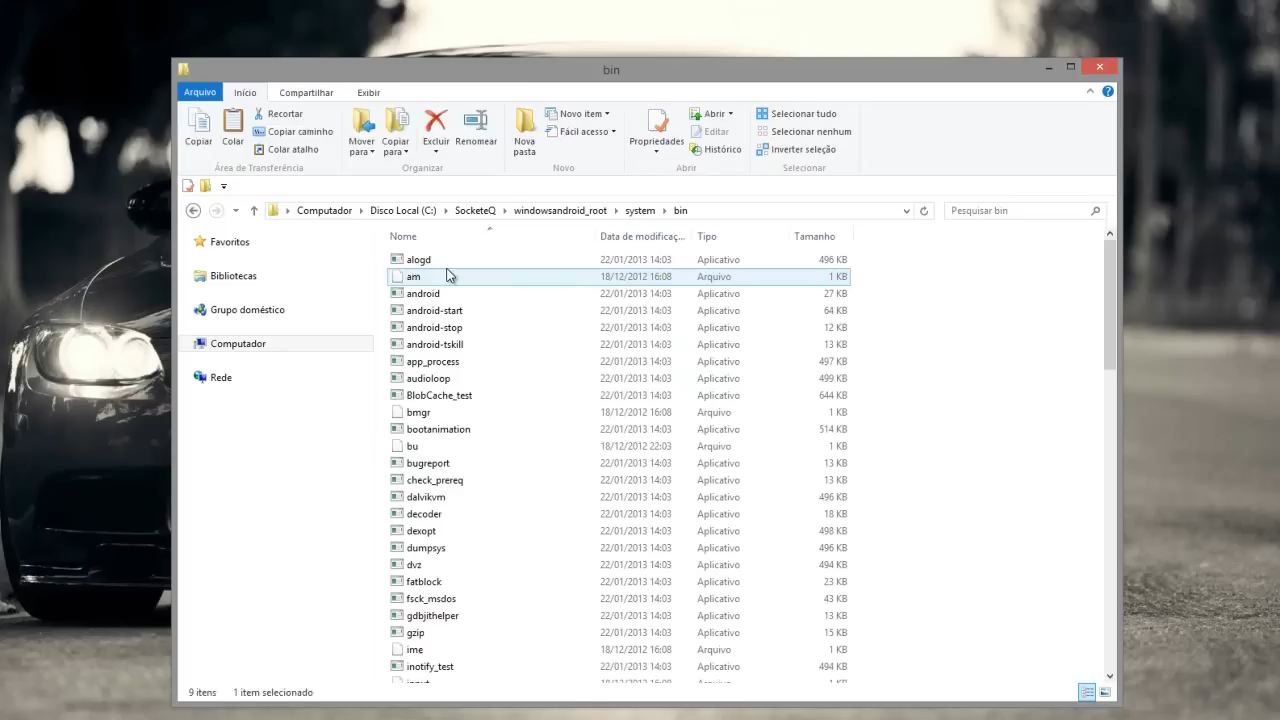 bin
Arquivo Início Compartilhar Exibir
Copiar
Colar
Recortar
Copiar caminho
Colar atalho
Área de Transferência
Mover para
Copiar para
Excluir
Renomear
Organizar
Nova pasta
Novo item
Fácil acesso
Novo
Propriedades
Abrir
Editar
Histórico
Abrir
Selecionar tudo
Selecionar nenhum
Inverter seleção
Selecionar
Computador Disco Local (C:) SocketeQ windowsandroid_root system bin
Pesquisar bin
Favoritos
Bibliotecas
Grupo doméstico
Computador
Rede
Nome Data de modificaç... Tipo Tamanho
alogd 22/01/2013 14:03 Aplicativo 496 KB
am 18/12/2012 16:08 Arquivo 1 KB
android 22/01/2013 14:03 Aplicativo 27 KB
android-start 22/01/2013 14:03 Aplicativo 64 KB
android-stop 22/01/2013 14:03 Aplicativo 12 KB
android-tskill 22/01/2013 14:03 Aplicativo 13 KB
app_process 22/01/2013 14:03 Aplicativo 497 KB
audioloop 22/01/2013 14:03 Aplicativo 499 KB
BlobCache_test 22/01/2013 14:03 Aplicativo 644 KB
bmgr 18/12/2012 16:08 Arquivo 1 KB
bootanimation 22/01/2013 14:03 Aplicativo 514 KB
bu 18/12/2012 22:03 Arquivo 1 KB
bugreport 22/01/2013 14:03 Aplicativo 13 KB
check_prereq 22/01/2013 14:03 Aplicativo 13 KB
dalvikvm 22/01/2013 14:03 Aplicativo 496 KB
decoder 22/01/2013 14:03 Aplicativo 18 KB
dexopt 22/01/2013 14:03 Aplicativo 498 KB
dumpsys 22/01/2013 14:03 Aplicativo 496 KB
dvz 22/01/2013 14:03 Aplicativo 494 KB
fatblock 22/01/2013 14:03 Aplicativo 23 KB
fsck_msdos 22/01/2013 14:03 Aplicativo 43 KB
gdbjithelper 22/01/2013 14:03 Aplicativo 13 KB
gzip 22/01/2013 14:03 Aplicativo 15 KB
ime 18/12/2012 16:08 Arquivo 1 KB
inotify_test 22/01/2013 14:03 Aplicativo 494 KB
9 itens 1 item selecionado